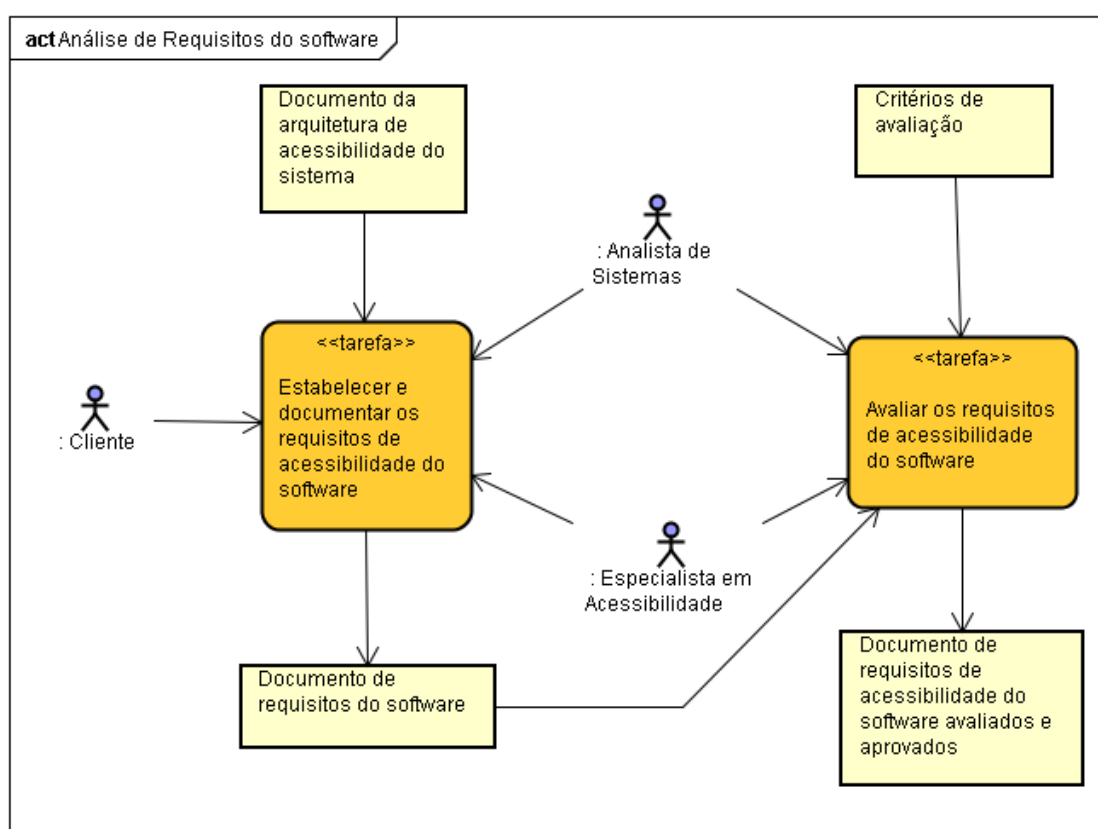 act Análise de Requisitos do software
Documento da
arquitetura de
acessibilidade do
sistema
Critérios de
avaliação
: Analista de
Sistemas
<<tarefa>>
Estabelecer e
documentar os
requisitos de
acessibilidade do
software
<<tarefa>>
Avaliar os requisitos
de acessibilidade
do software
: Cliente
: Especialista em
Acessibilidade
Documento de
requisitos do software
Documento de
requisitos de
acessibilidade do
software avaliados e
aprovados